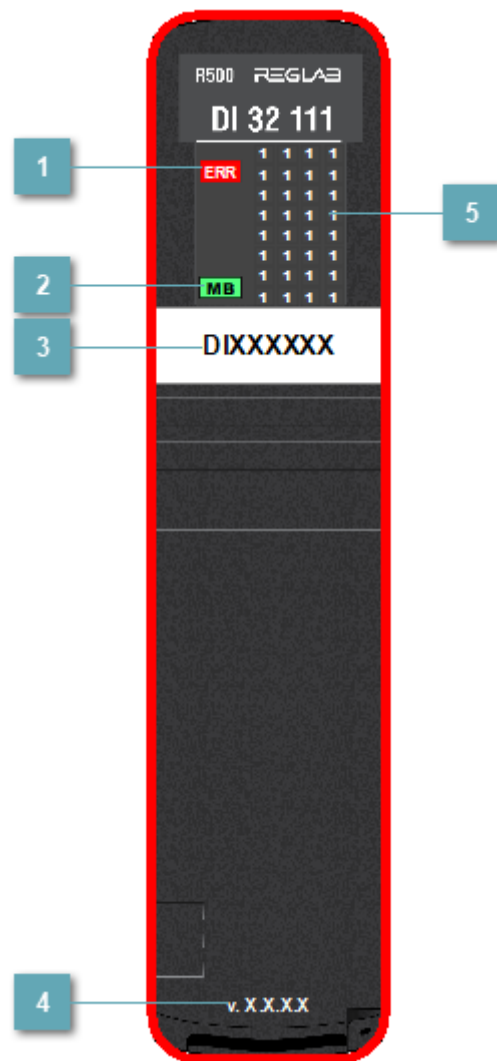 R500 REGLAB
DI 32 111
1 1 1 1
1
ERR
1 1 1 1
1 1 1 1
1 1 1 1
5
1 1 1 1
1 1 1 1
2
MB
1 1 1 1
1 1 1 1
3
DIXXXXXX
4
v. X.X.X.X